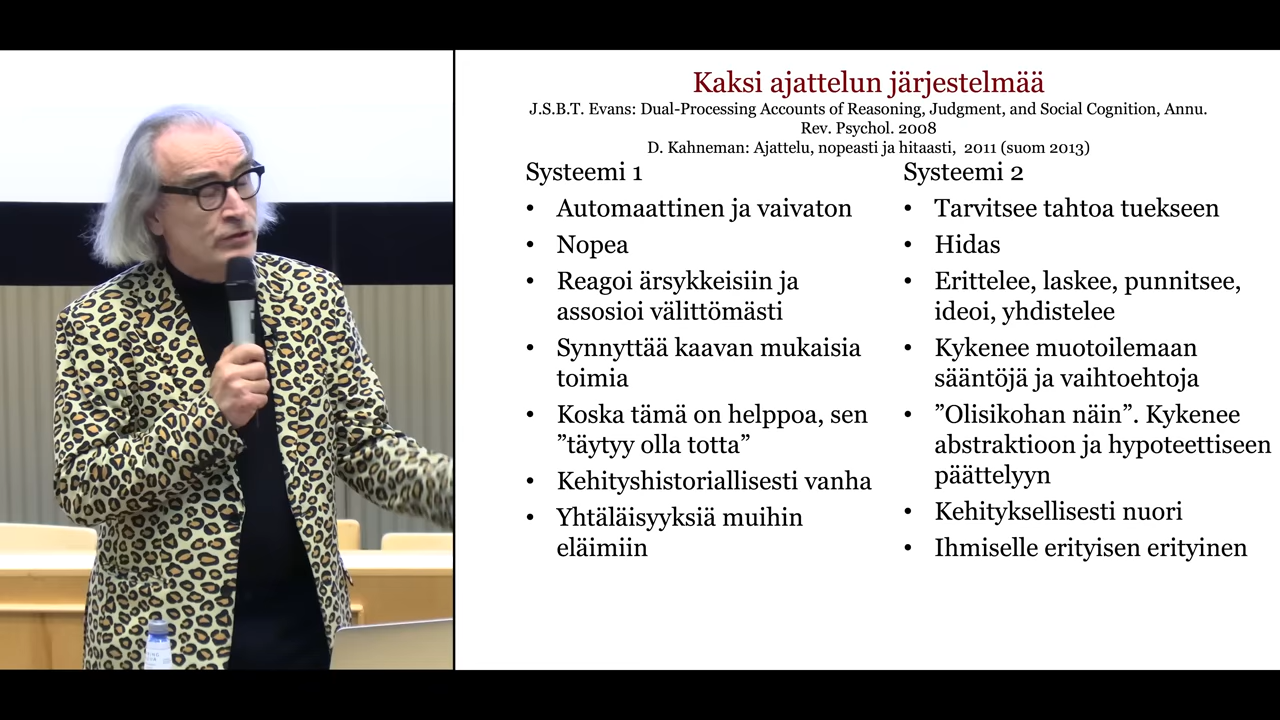 Kaksi ajattelun järjestelmää
J.S.B.T. Evans: Dual-Processing Accounts of Reasoning, Judgment, and Social Cognition, Annu.
Rev. Psychol. 2008
D. Kahneman: Ajattelu, nopeasti ja hitaasti, 2011 (suom 2013)
Systeemi 1
• Automaattinen ja vaivaton
• Nopea
• Reagoi ärsykkeisiin ja
assosioi välittömästi
• Synnyttää kaavan mukaisia
toimia
• Koska tämä on helppoa, sen
”täytyy olla totta”
• Kehityshistoriallisesti vanha
• Yhtäläisyyksiä muihin
eläimiin
Systeemi 2
• Tarvitsee tahtoa tuekseen
• Hidas
• Erittelee, laskee, punnitsee,
ideoi, yhdistelee
• Kykenee muotoilemaan
sääntöjä ja vaihtoehtoja
• ”Olisikohan näin”. Kykenee
abstraktioon ja hypoteettiseen
päättelyyn
• Kehityksellisesti nuori
• Ihmiselle erityisen erityinen